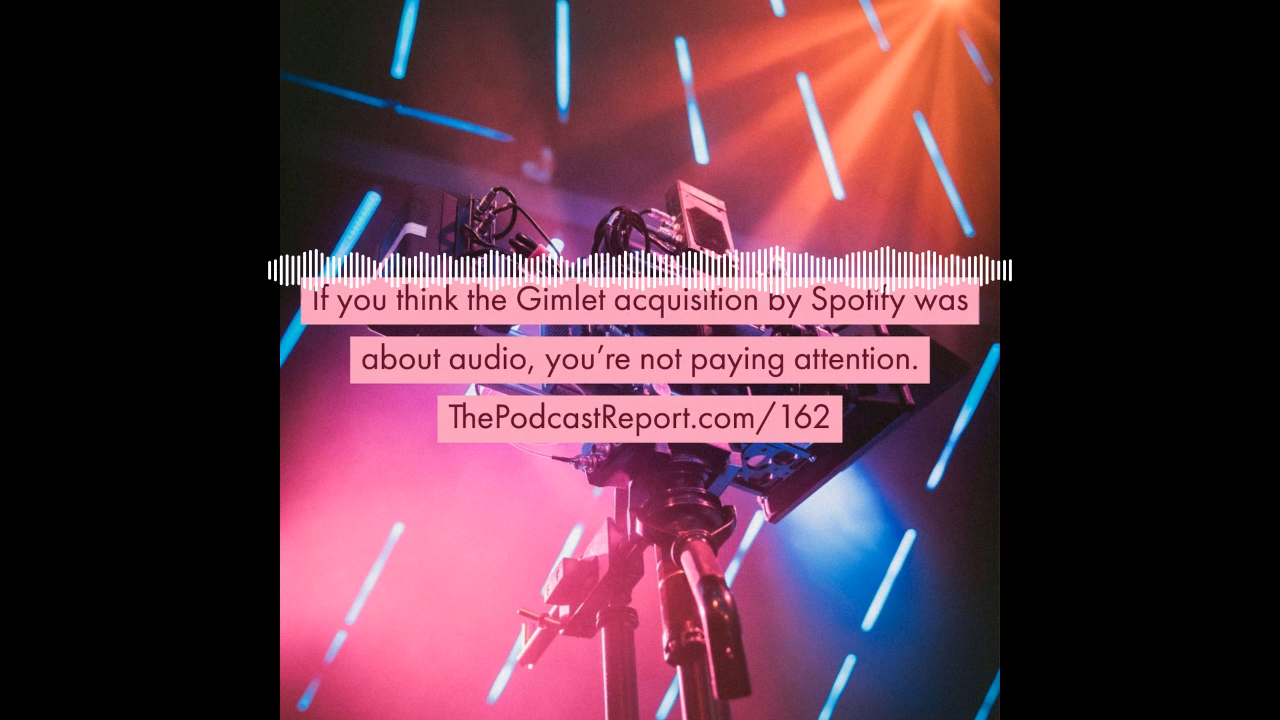 If you think the Gimlet acquisition by Spotify was
about audio, you’re not paying attention.
ThePodcastReport.com/162